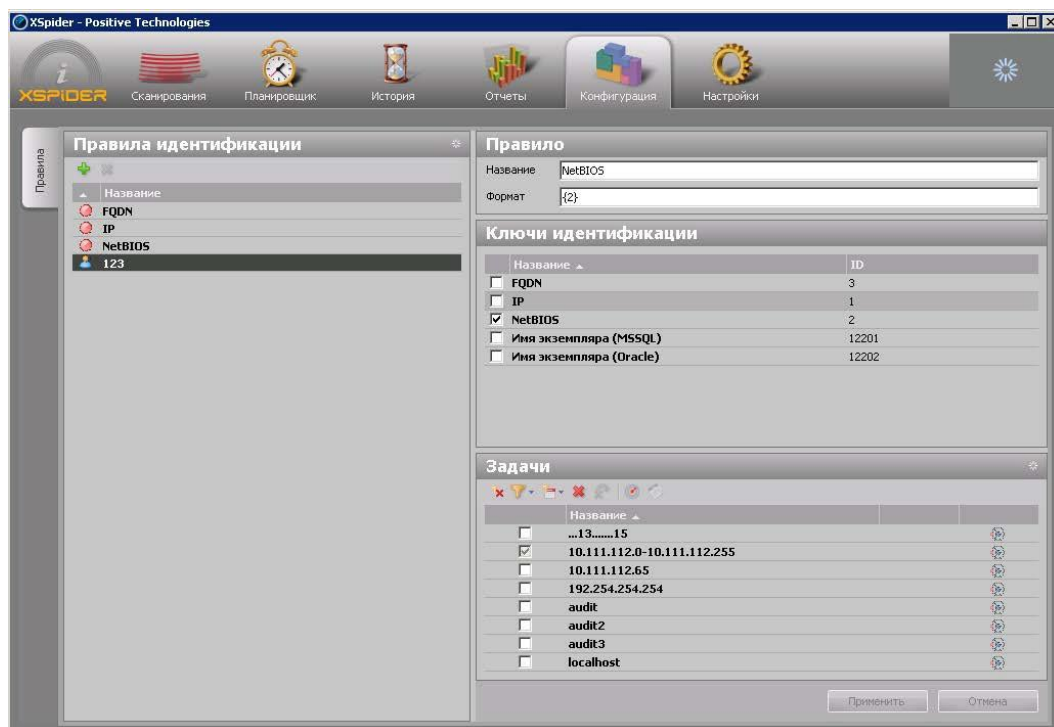 XSpider - Positive Technologies
i
XSPIDER
Сканирования Планировщик История Отчеты Конфигурация Настройки
Правила
Правила идентификации
Название
FQDN
IP
NetBIOS
123
Правило
Название NetBIOS
Формат {2}
Ключи идентификации
Название ID
FQDN 3
IP 1
NetBIOS 2
Имя экземпляра (MSSQL) 12201
Имя экземпляра (Oracle) 12202
Задачи
Название
...13.......15
10.111.112.0-10.111.112.255
10.111.112.65
192.254.254.254
audit
audit2
audit3
localhost
Применить Отмена